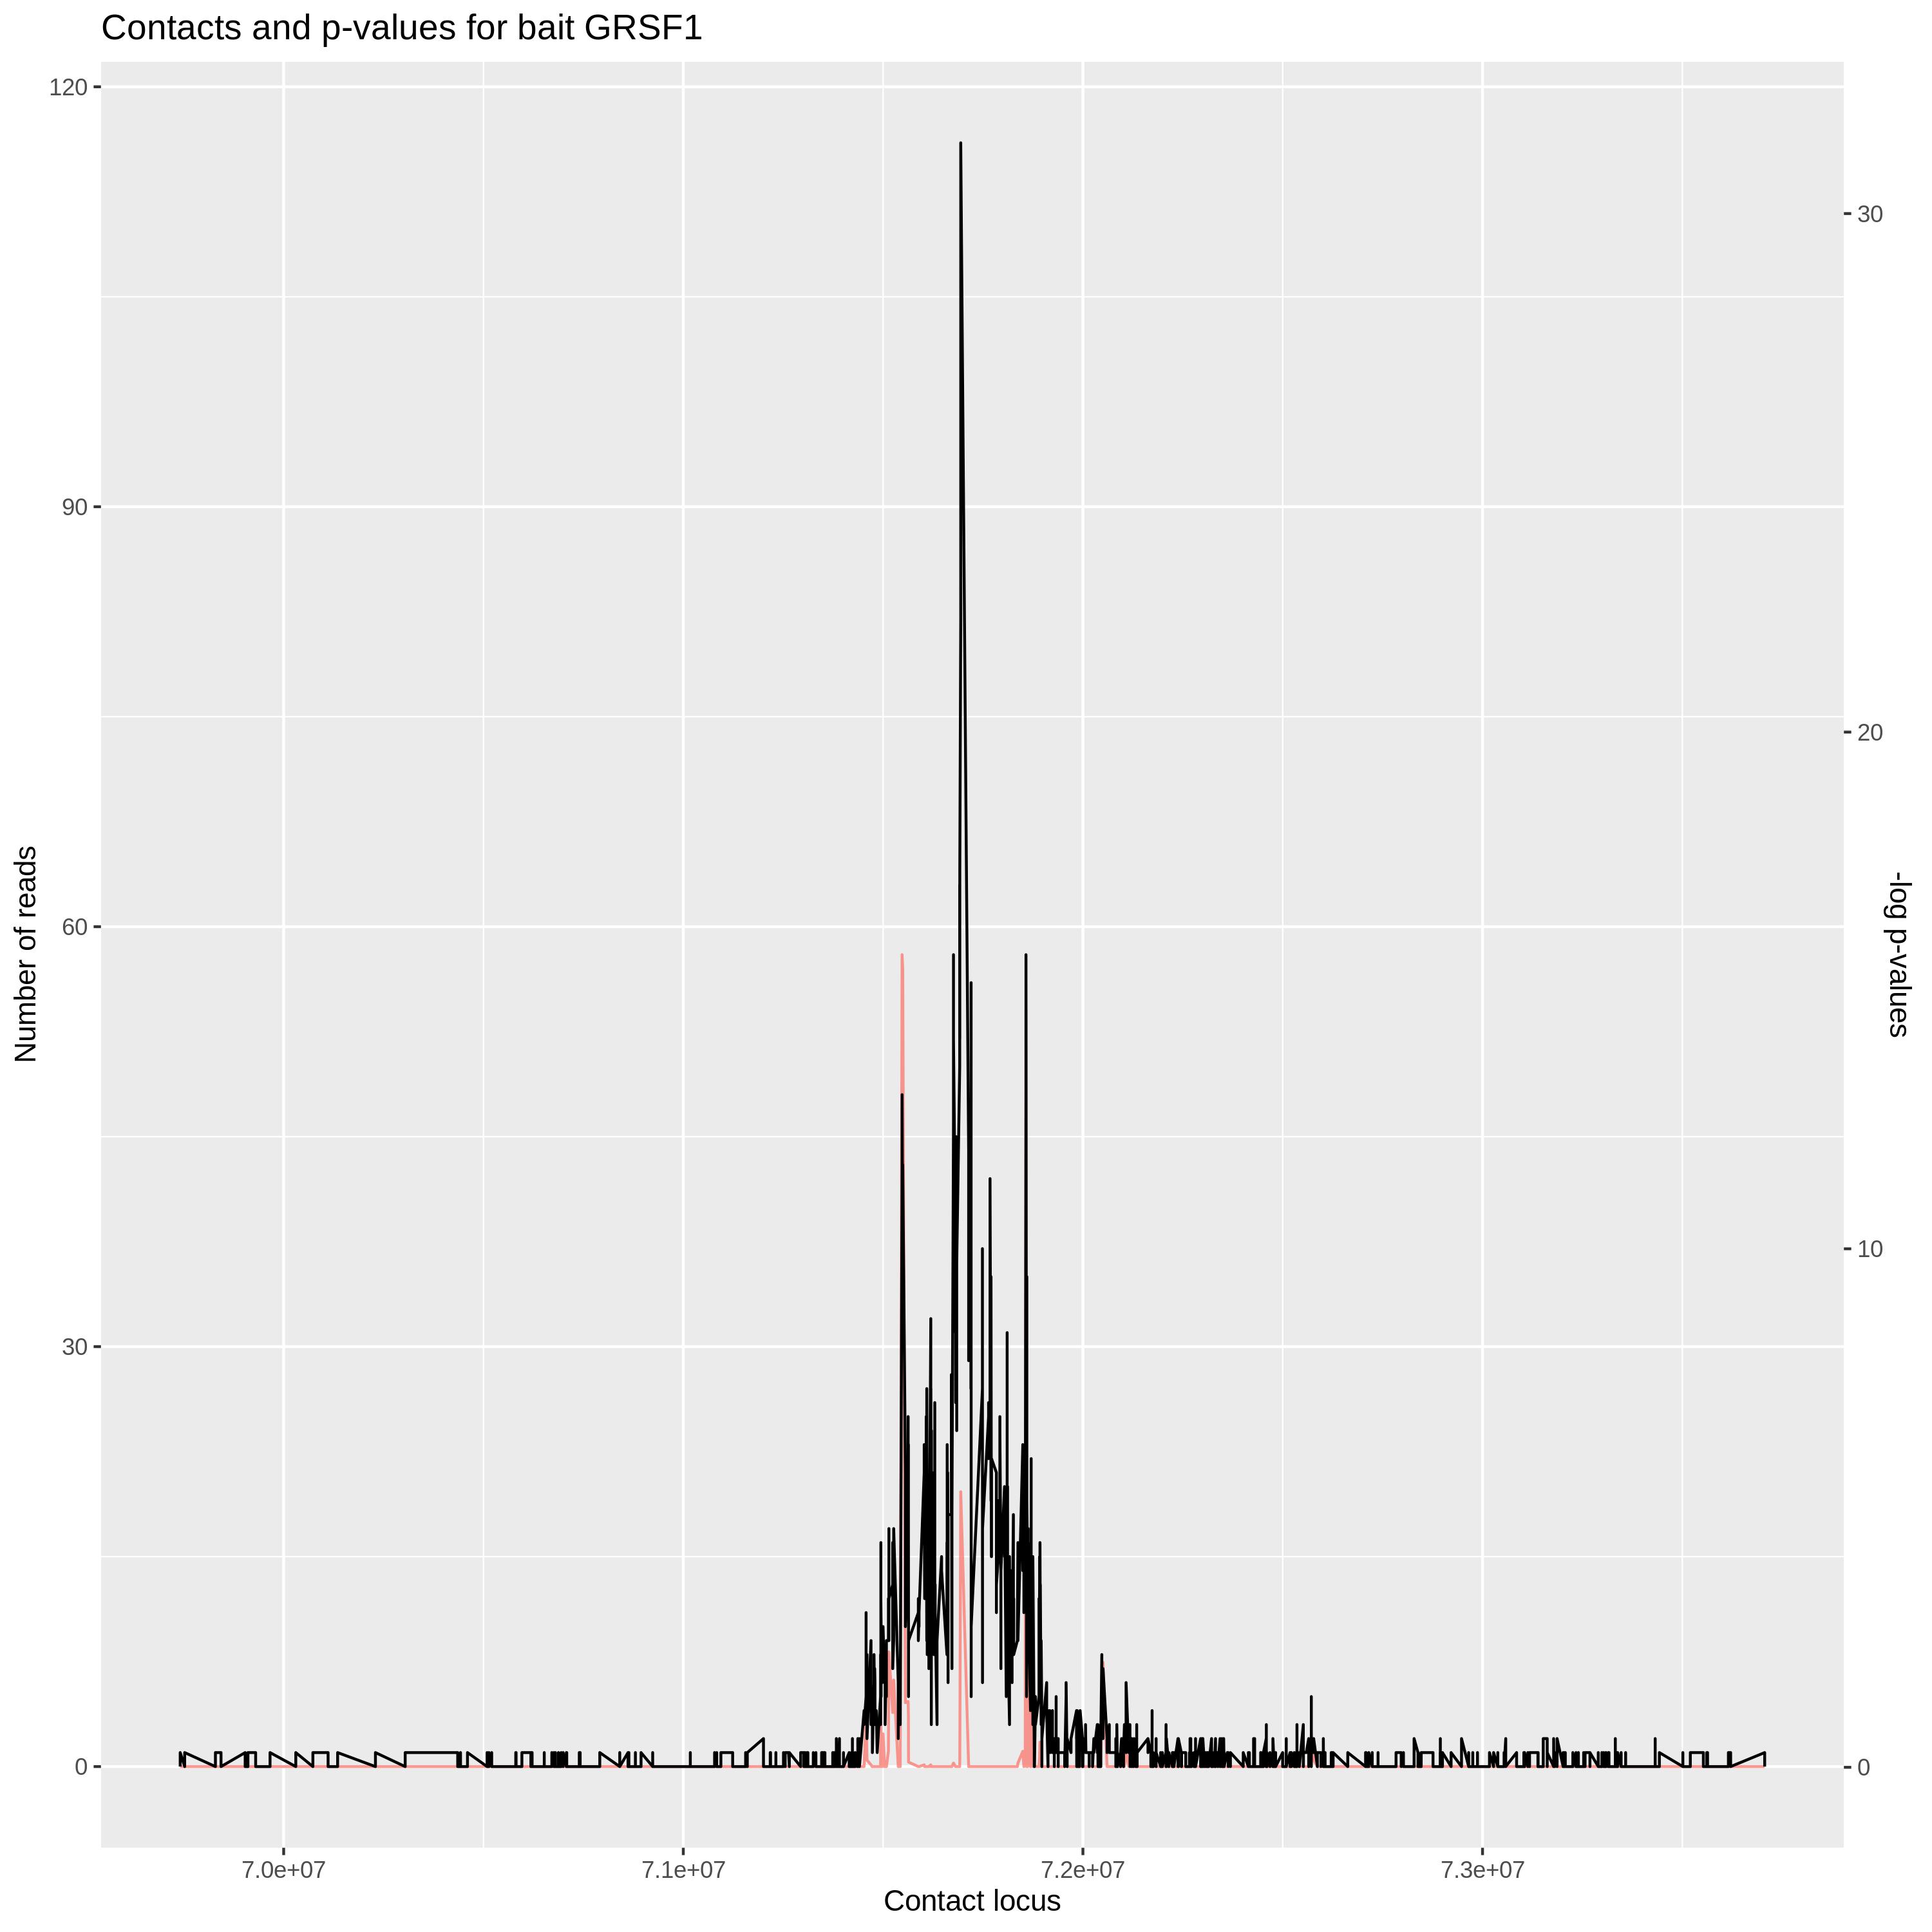 Contacts and p-values for bait GRSF1
120
90
60
30
0
30
20
10
0
Number of reads
-log p-values
7.0e+07
7.1e+07
7.2e+07
7.3e+07
Contact locus